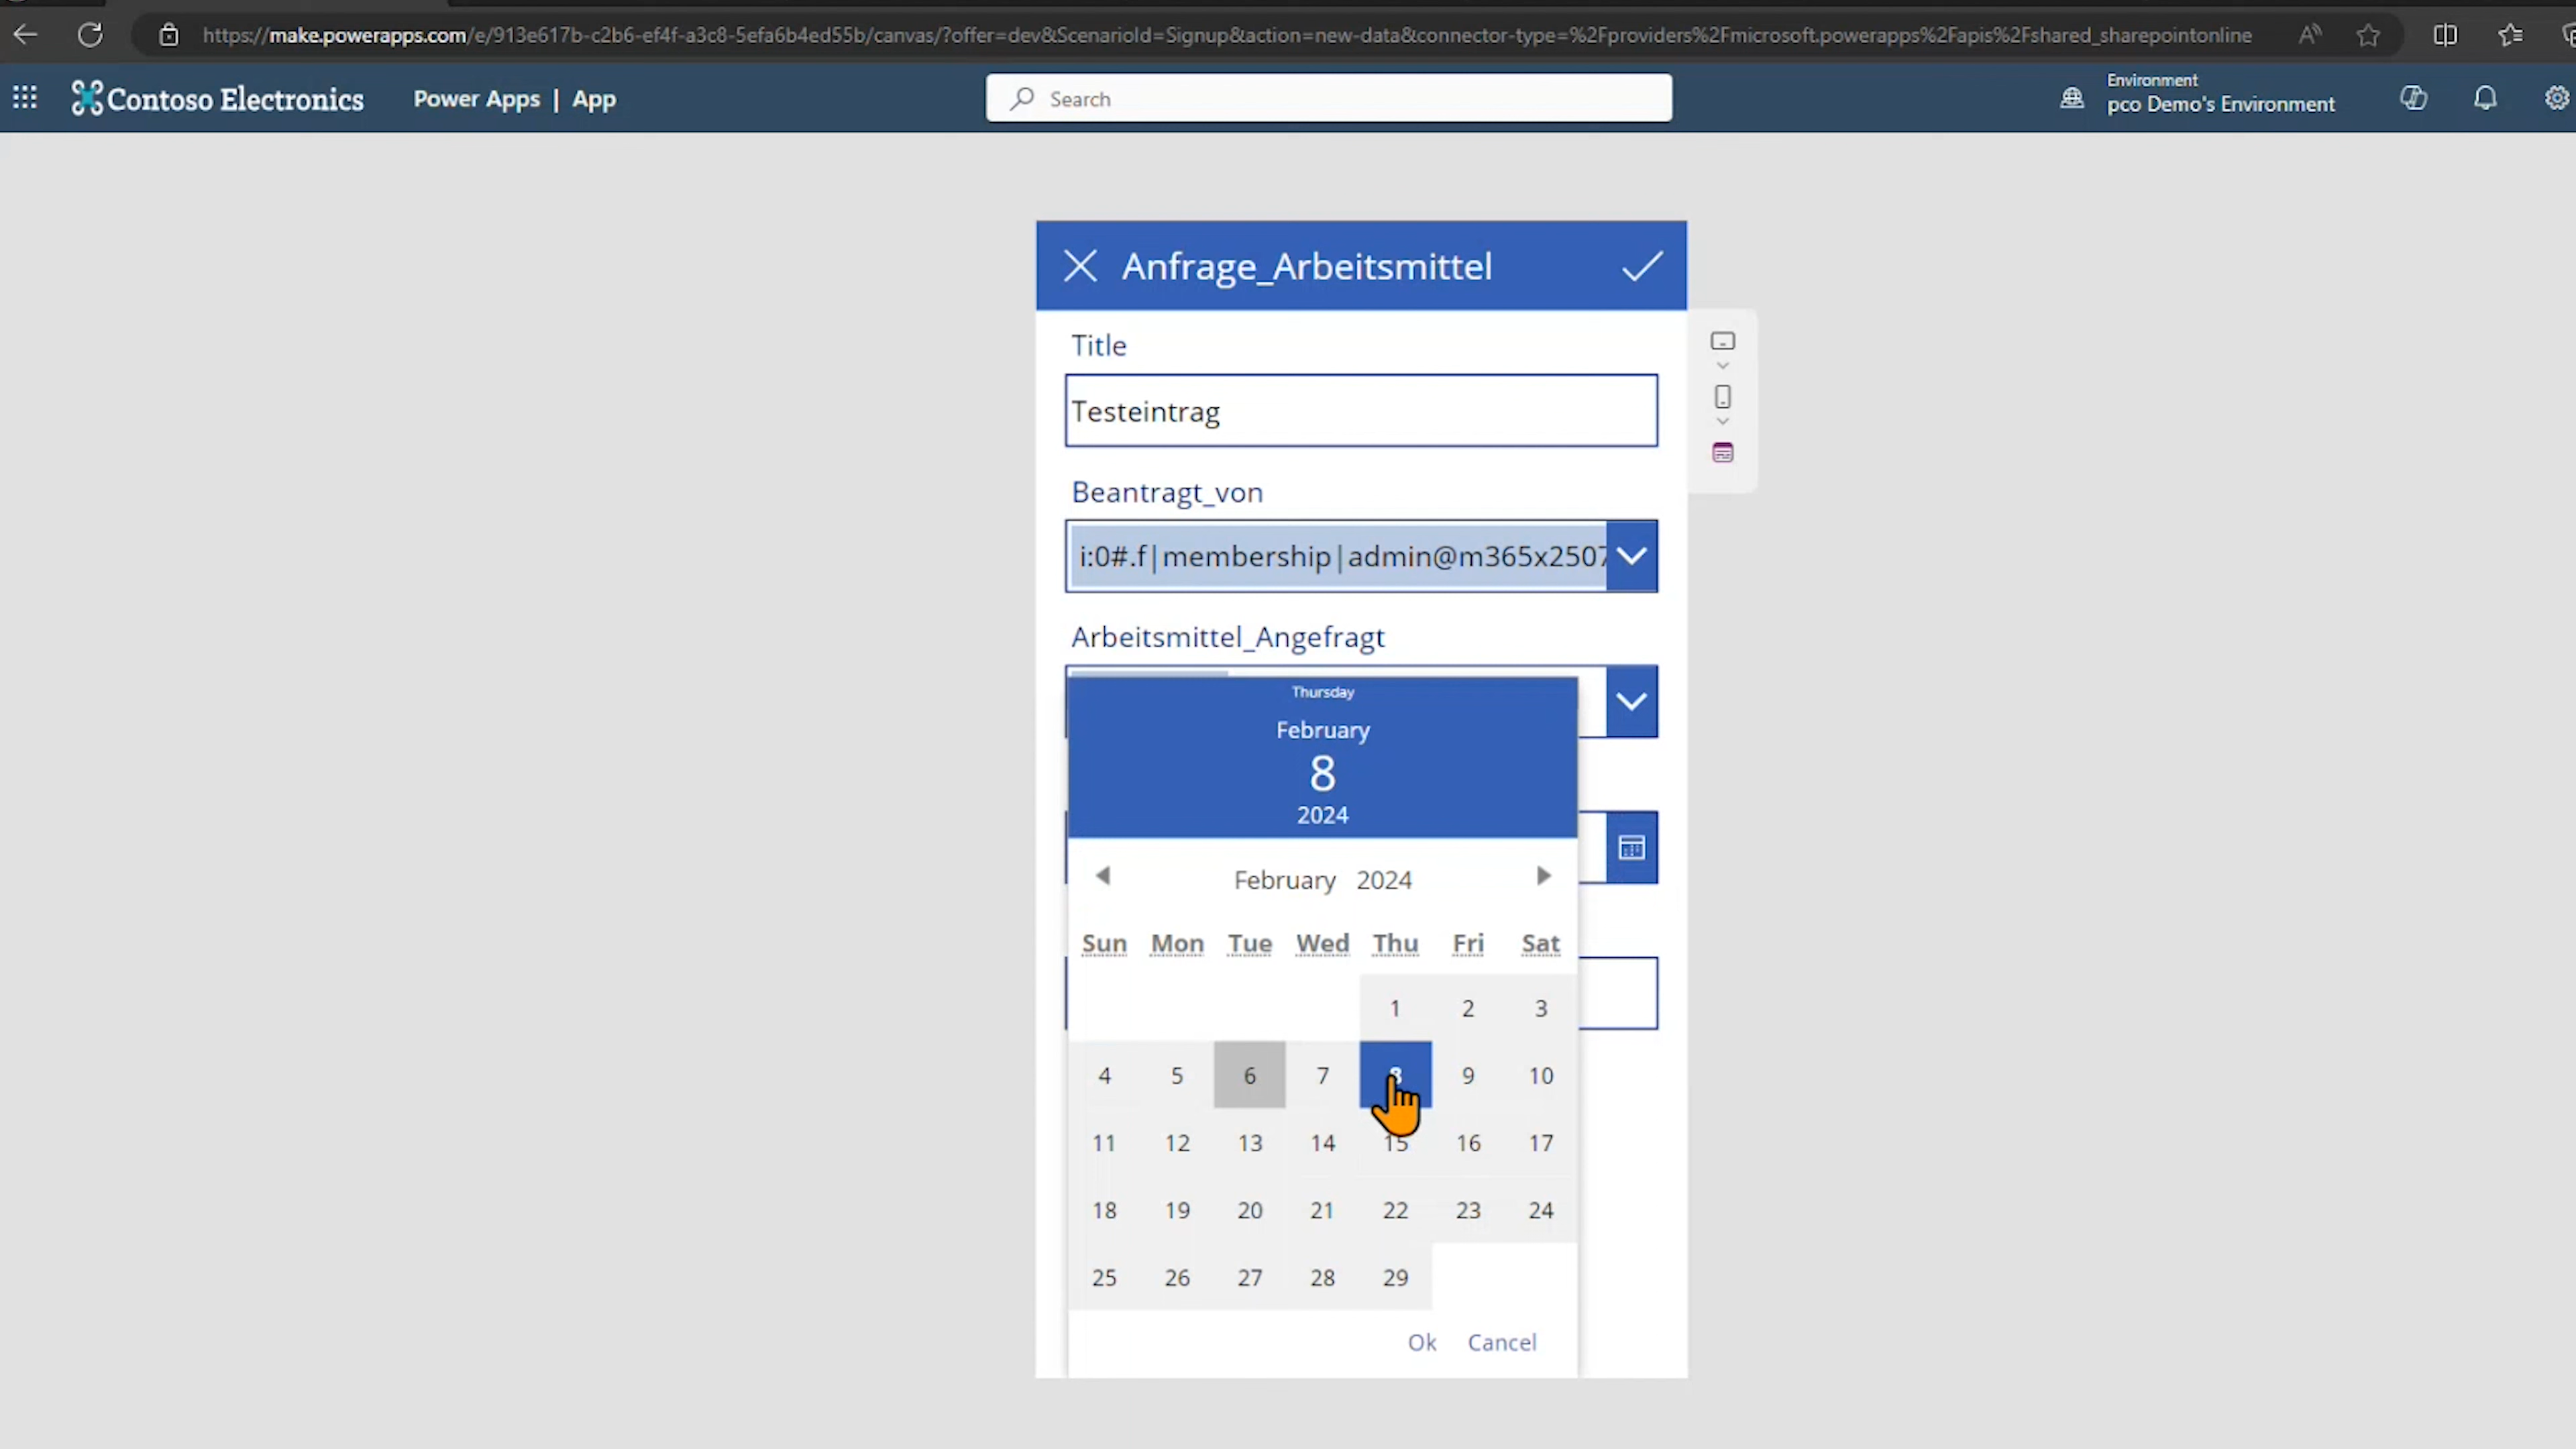 https://make.powerapps.com/e/913e617b-c2b6-ef4f-a3c8-5efa6b4ed55b/canvas/?offer=dev&ScenarioId=Signup&action=new-data&connector-type=%2Fproviders%2Fmicrosoft.powerapps%2Fapis%2Fshared_sharepointonline
Contoso Electronics Power Apps | App
Search
Environment
pco Demo's Environment
Anfrage_Arbeitsmittel
Title
Testeintrag
Beantragt_von
i:0#.f|membership|admin@m365x2507
Arbeitsmittel_Angefragt
Thursday
February
8
2024
February 2024
Sun Mon Tue Wed Thu Fri Sat
1 2 3
4 5 6 7 8 9 10
11 12 13 14 15 16 17
18 19 20 21 22 23 24
25 26 27 28 29
Ok Cancel